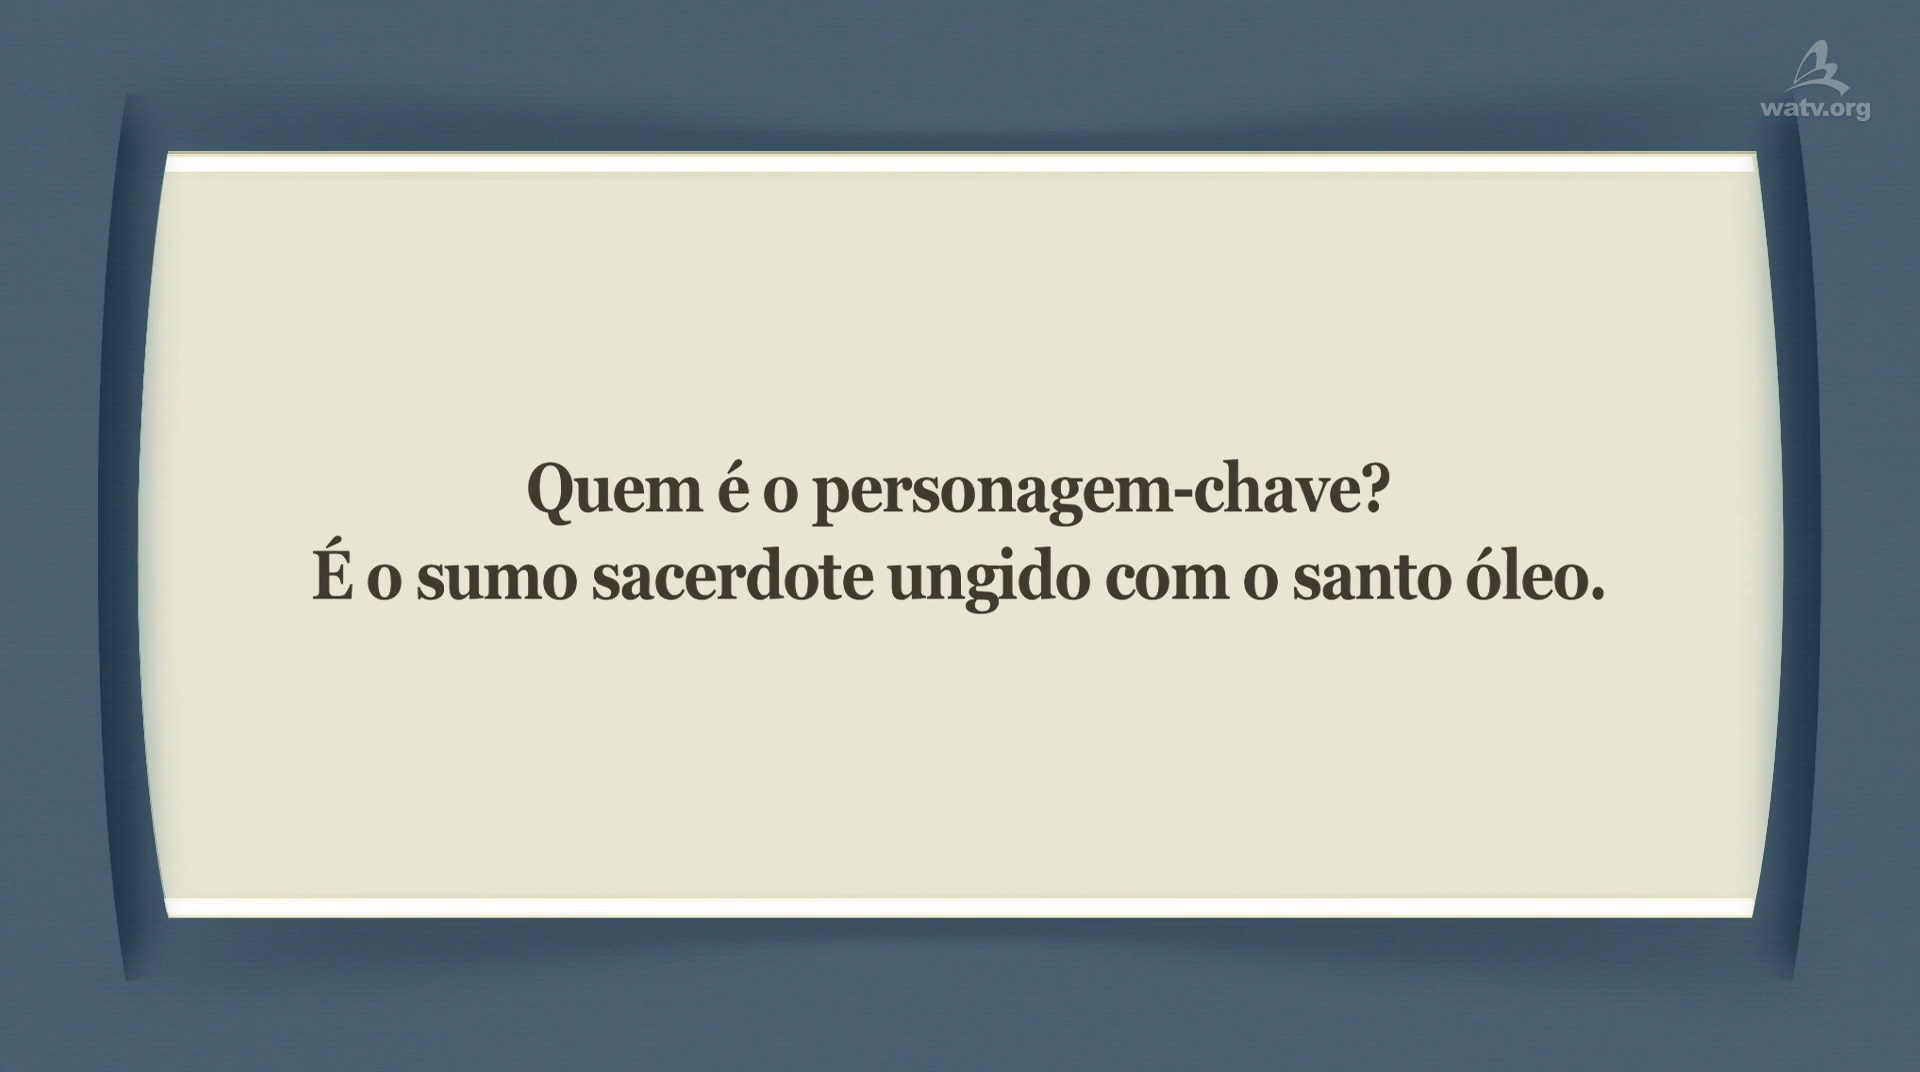 watv.org
Quem é o personagem-chave?
É o sumo sacerdote ungido com o santo óleo.